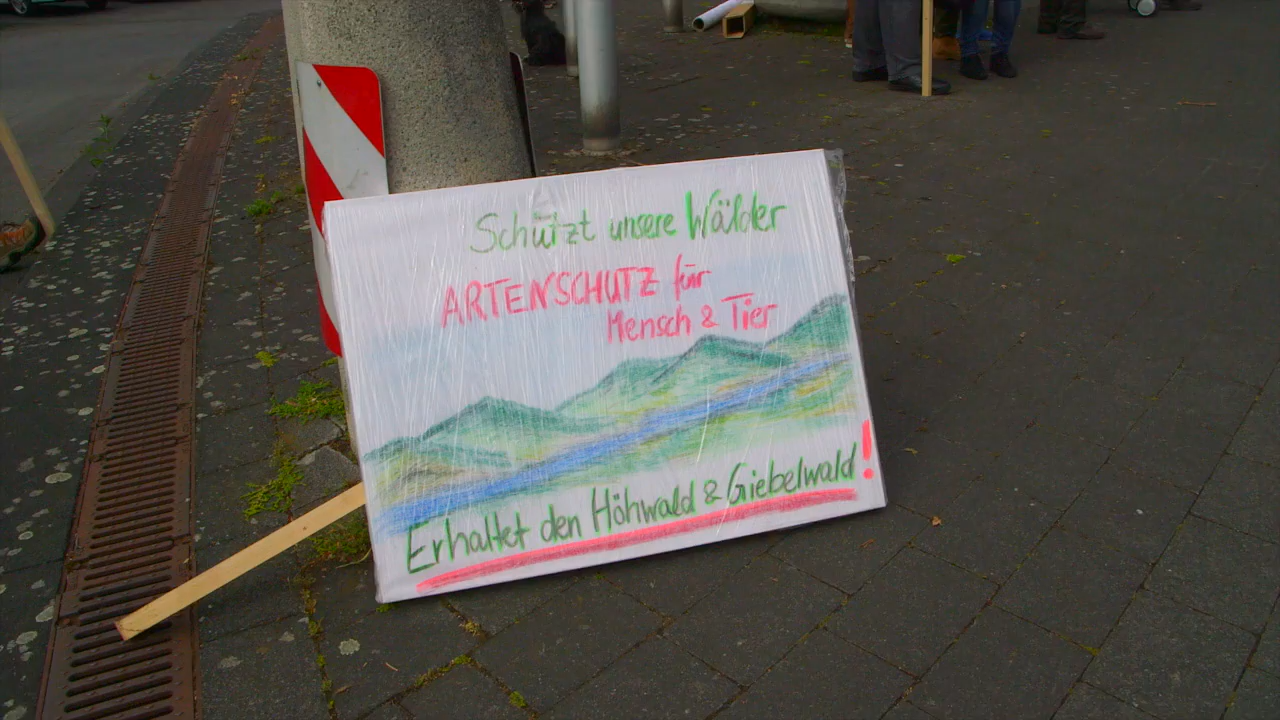 Schützt unsere Wälder
ARTENSCHUTZ für
Mensch & Tier
Erhaltet den Höhwald & Giebelwald!